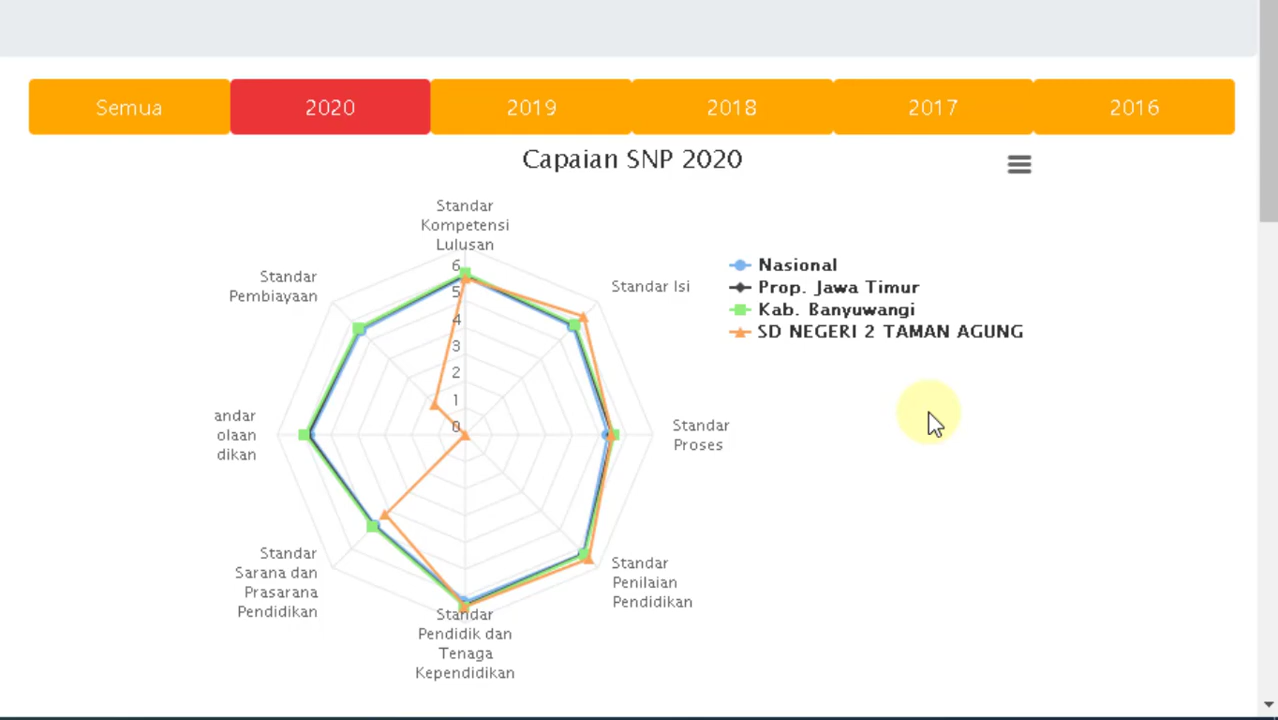 Semua
2020
2019
2018
2017
2016
Capaian SNP 2020
Standar
Kompetensi
Lulusan
Standar Isi
Standar
Proses
Standar
Penilaian
Pendidikan
Standar
Pendidik dan
Tenaga
Kependidikan
Standar
Sarana dan
Prasarana
Pendidikan
andar
olaan
dikan
Standar
Pembiayaan
6
5
4
3
2
1
0
Nasional
Prop. Jawa Timur
Kab. Banyuwangi
SD NEGERI 2 TAMAN AGUNG